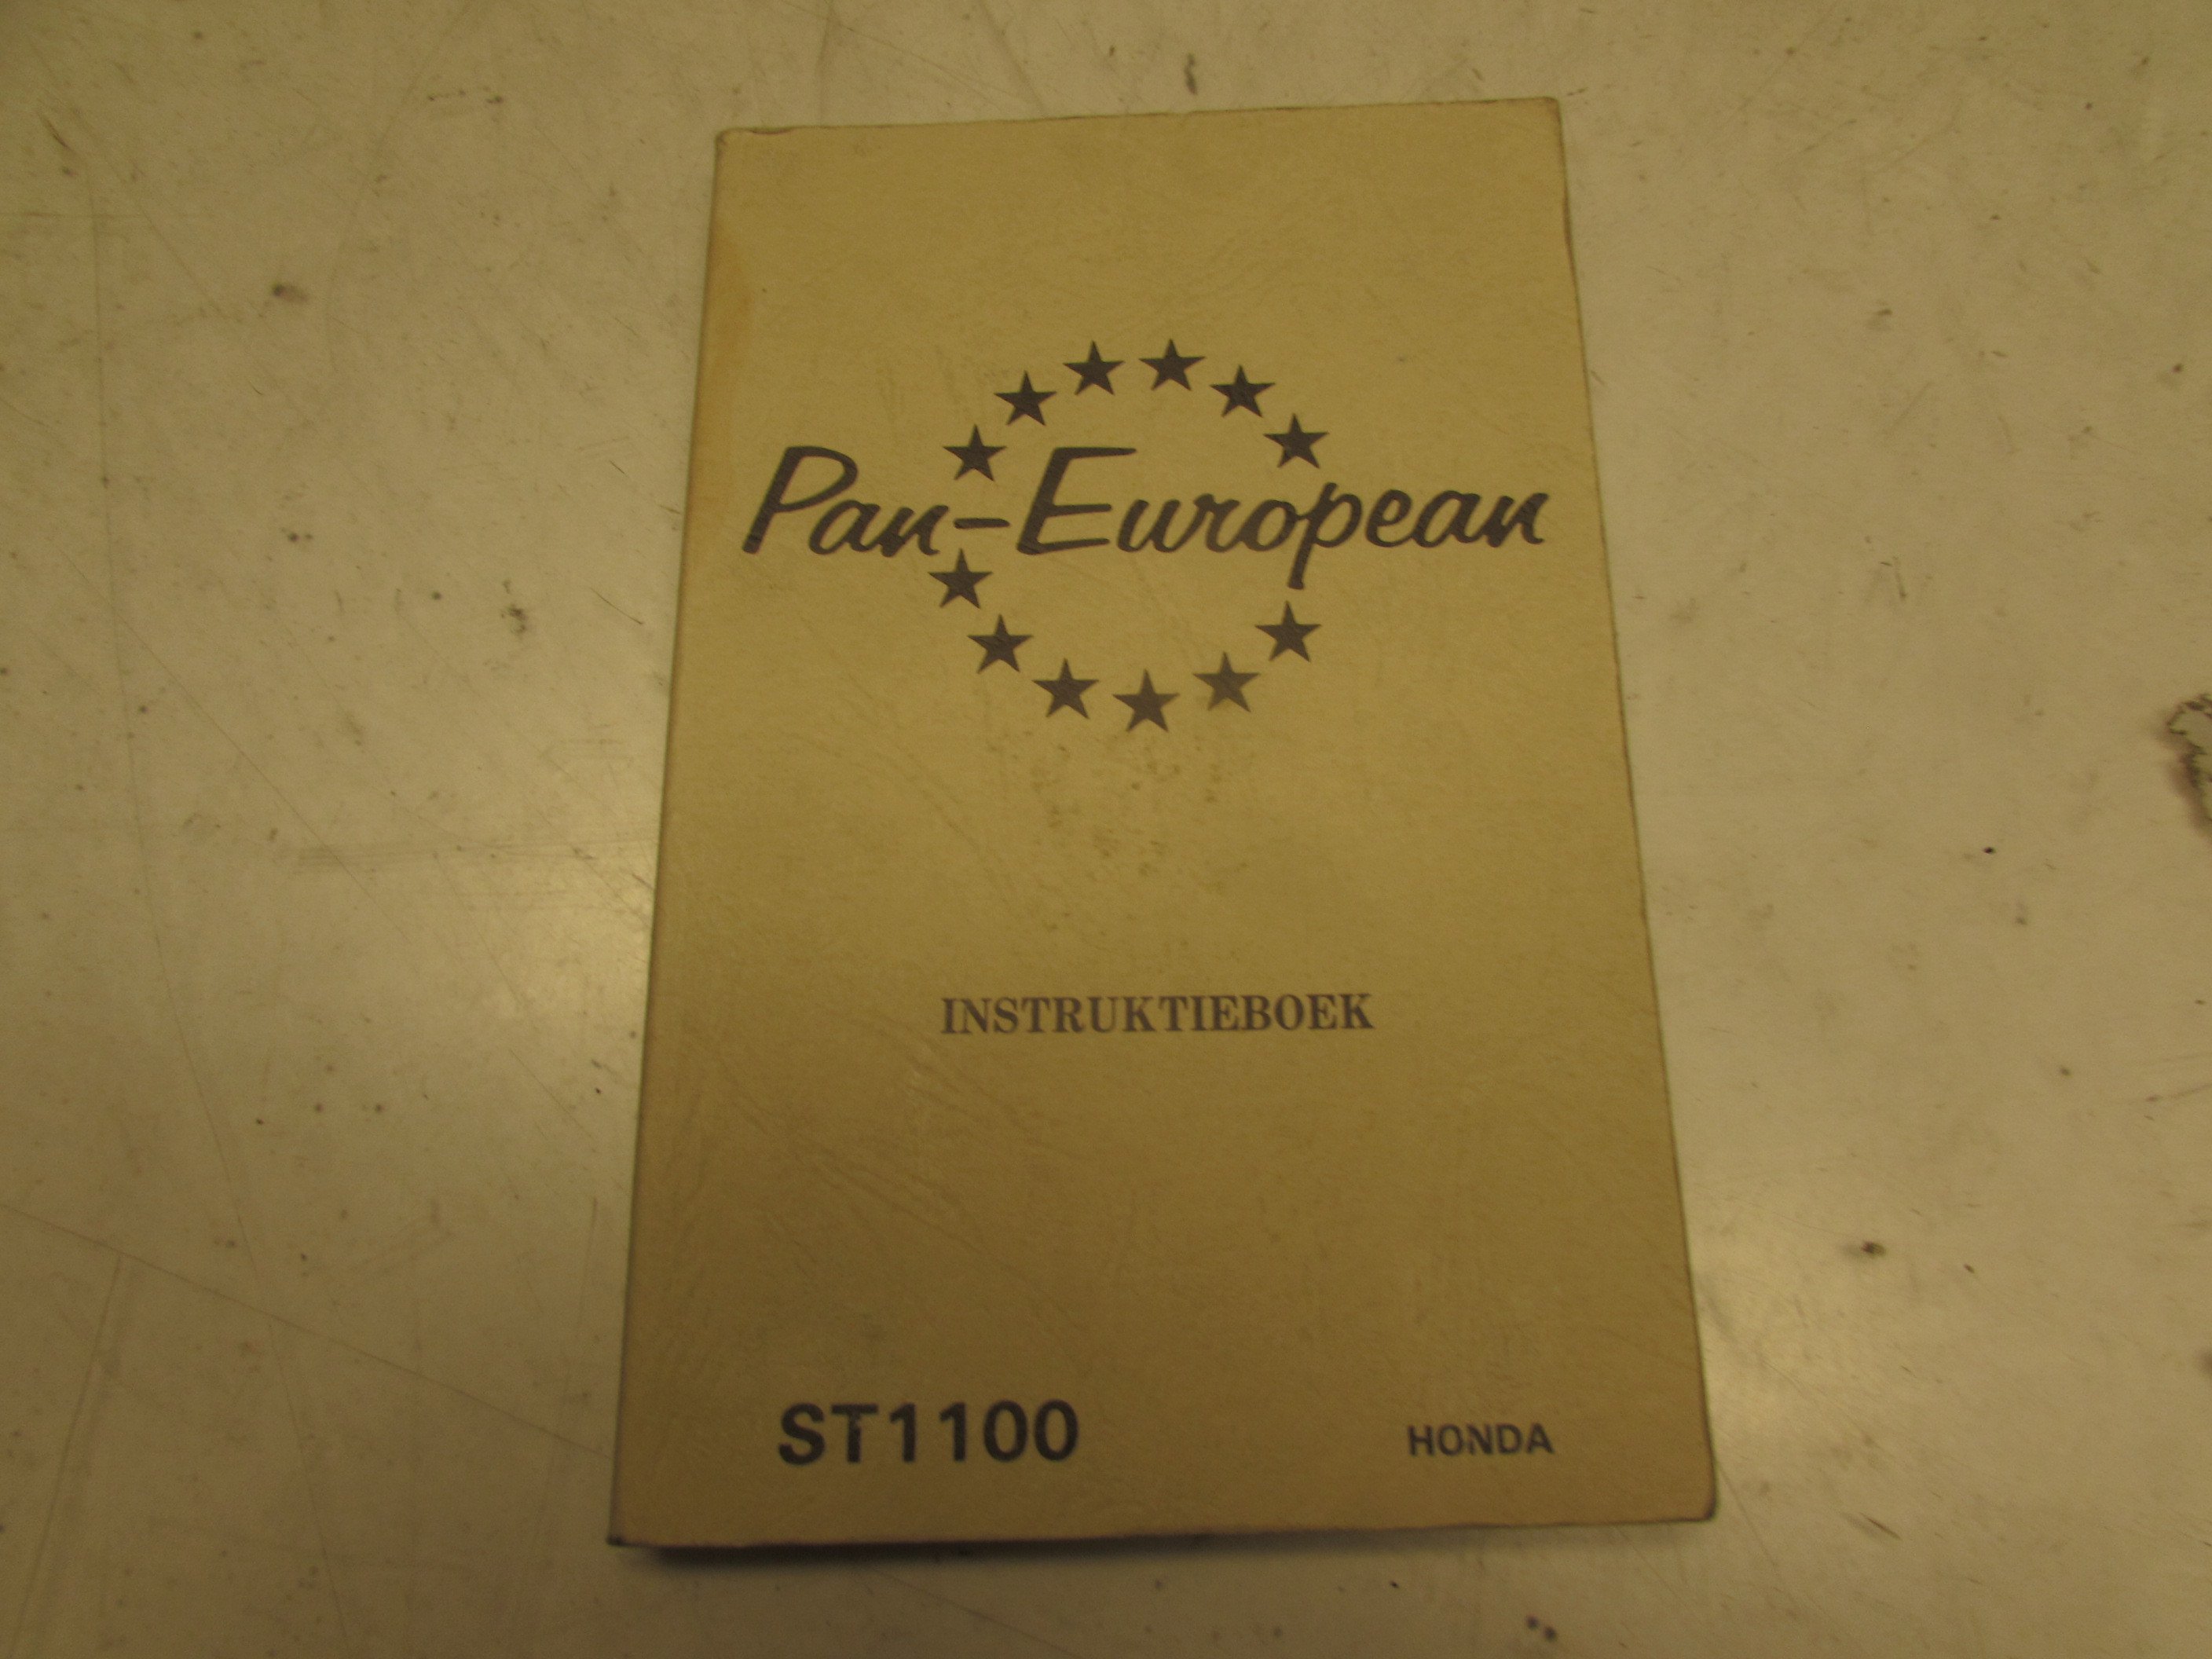 Pan-European
INSTRUKTIEBOEK
ST1100
HONDA